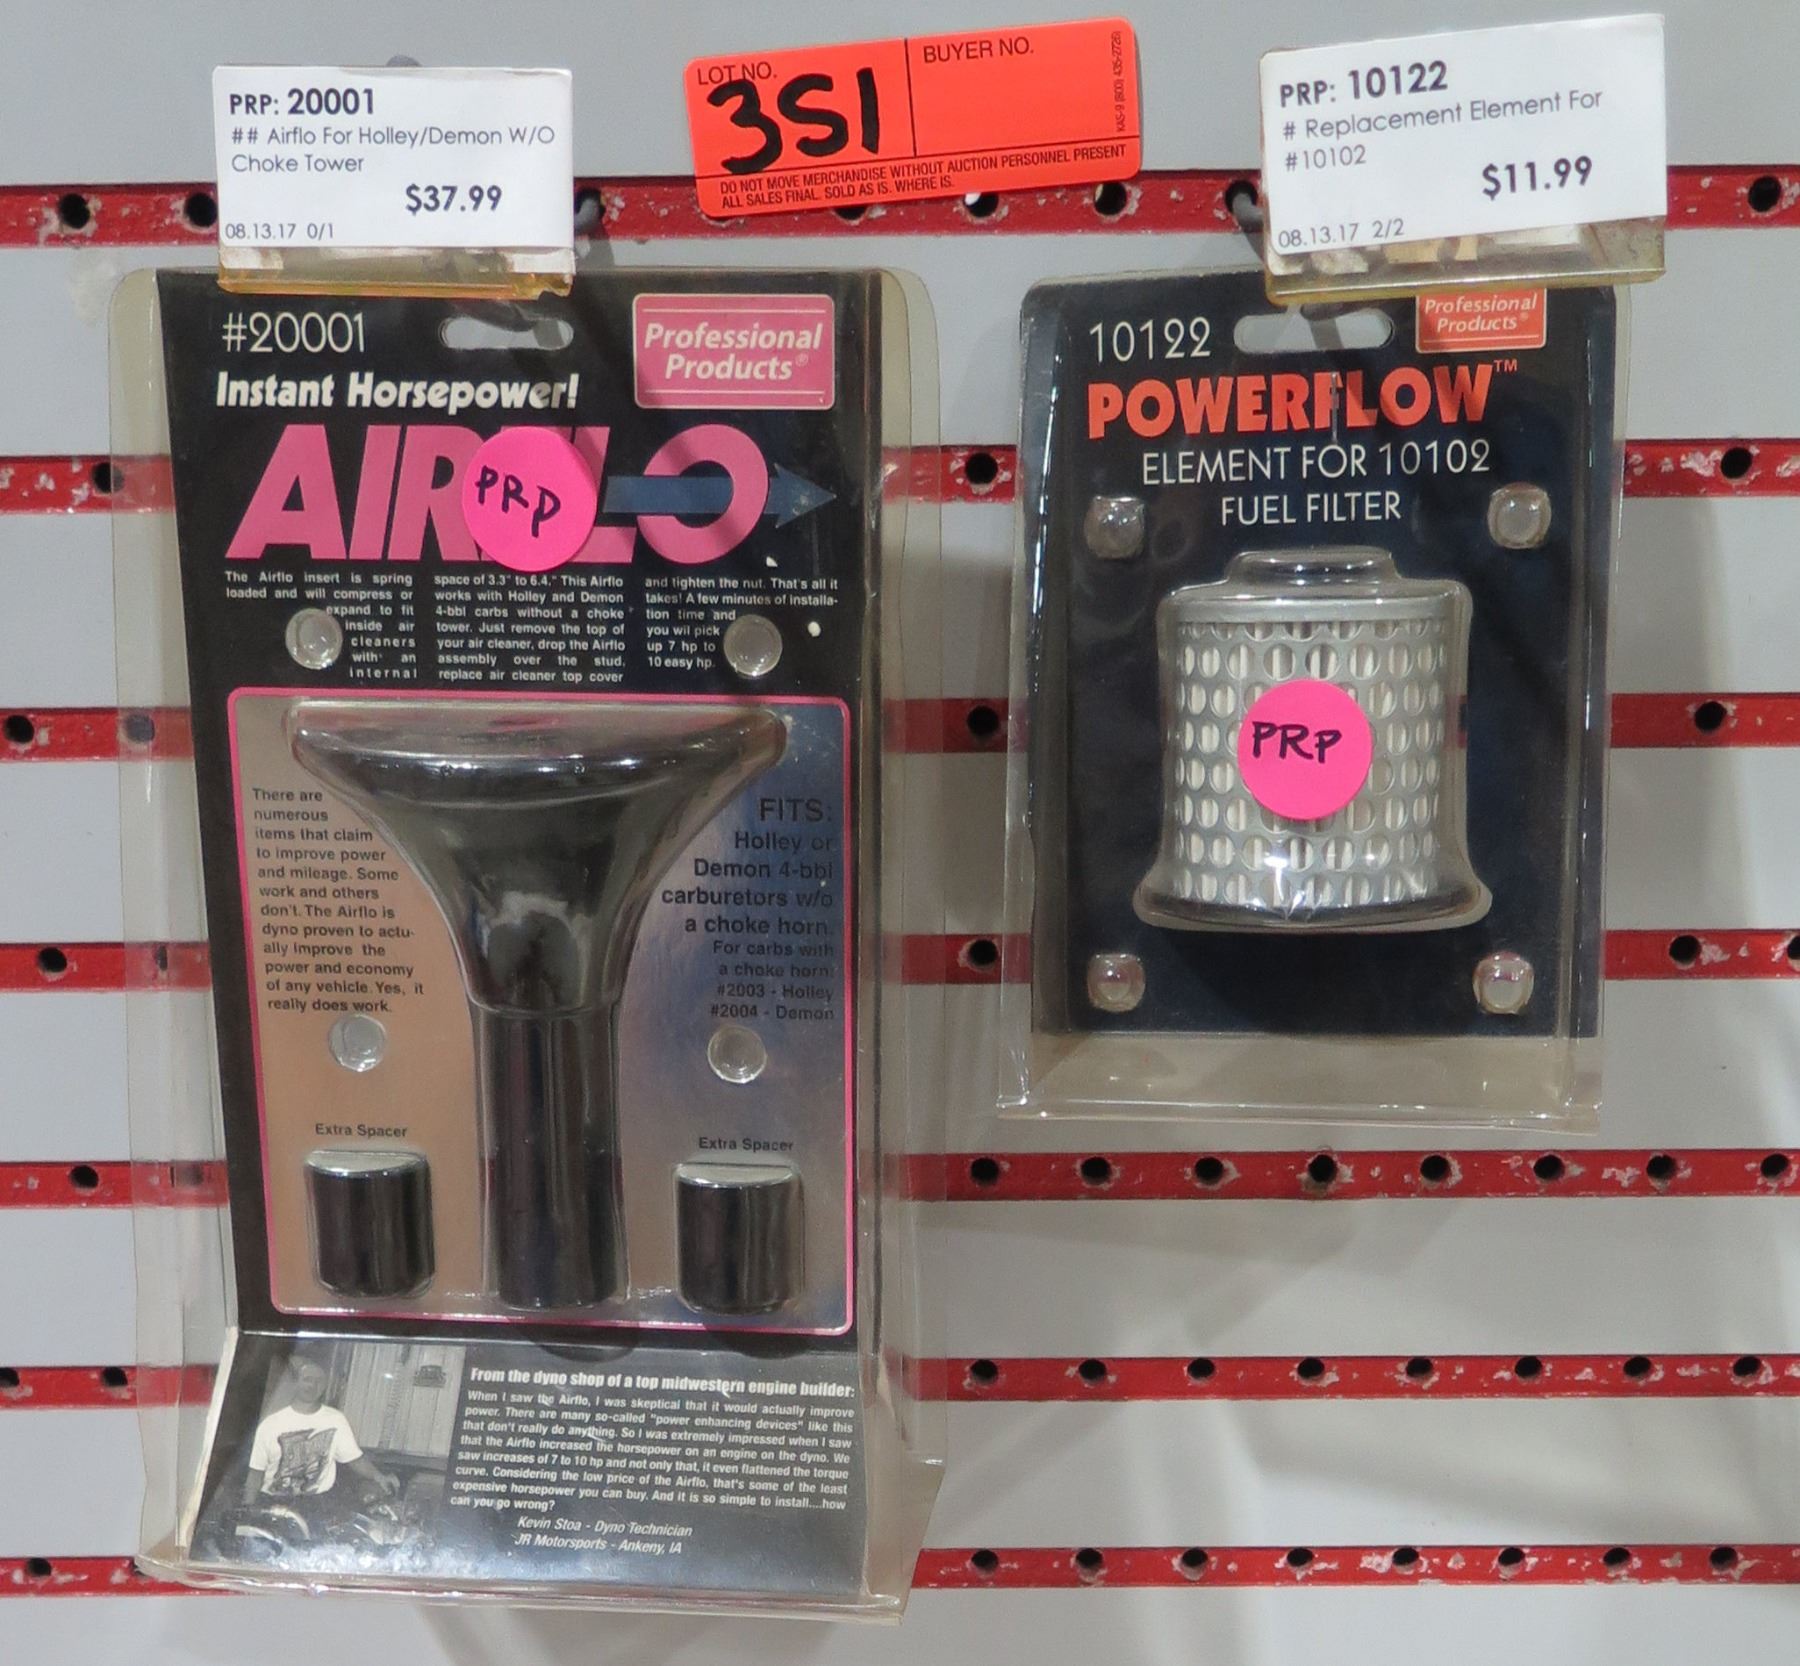 PRP: 20001
## Airflo For Holley/Demon W/O
Choke Tower
$37.99
08.13.17 0/1
LOT NO.
351
BUYER NO.
KAS-9 (800) 435-2726)
DO NOT MOVE MERCHANDISE WITHOUT AUCTION PERSONNEL PRESENT
ALL SALES FINAL. SOLD AS IS. WHERE IS.
PRP: 10122
# Replacement Element For
#10102
$11.99
08.13.17 2/2
#20001
Professional
Products®
Instant Horsepower!
AIRFLO
PRP
The Airflo insert is spring
loaded and will compress or
expand to fit
inside air
cleaners
with an
internal
space of 3.3" to 6.4." This Airflo
works with Holley and Demon
4-bbl carbs without a choke
tower. Just remove the top of
your air cleaner, drop the Airflo
assembly over the stud,
replace air cleaner top cover
and tighten the nut. That's all it
takes! A few minutes of installa-
tion time and
you wil pick
up 7 hp to
10 easy hp.
There are
numerous
items that claim
to improve power
and mileage. Some
work and others
don't. The Airflo is
dyno proven to actu-
ally improve the
power and economy
of any vehicle. Yes, it
really does work.
FITS:
Holley or
Demon 4-bbl
carburetors w/o
a choke horn.
For carbs with
a choke horn:
#2003 - Holley
#2004 - Demon
Extra Spacer
Extra Spacer
From the dyno shop of a top midwestern engine builder:
When I saw the Airflo, I was skeptical that it would actually improve
power. There are many so-called "power enhancing devices" like this
that don't really do anything. So I was extremely impressed when I saw
that the Airflo increased the horsepower on an engine on the dyno. We
saw increases of 7 to 10 hp and not only that, it even flattened the torque
curve. Considering the low price of the Airflo, that's some of the least
expensive horsepower you can buy. And it is so simple to install....how
can you go wrong?
Kevin Stoa - Dyno Technician
JR Motorsports - Ankeny, IA
10122
Professional
Products®
POWERFLOW™
ELEMENT FOR 10102
FUEL FILTER
PRP